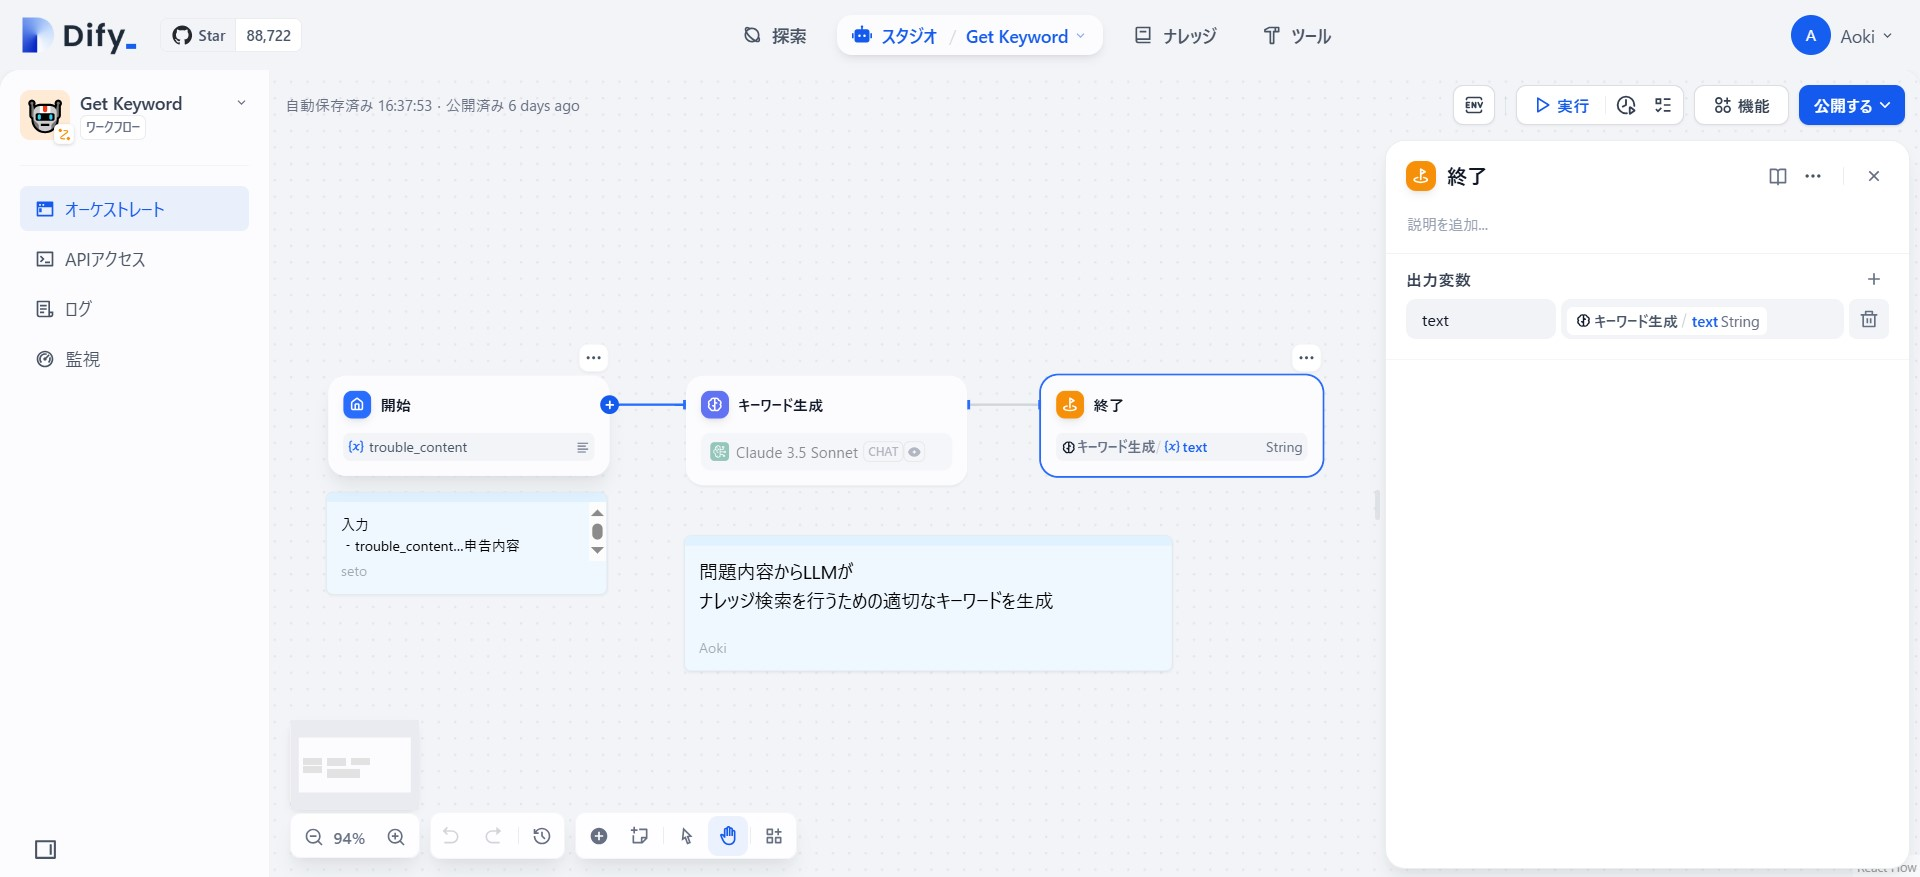 Dify_
Star 88,722
探索
スタジオ / Get Keyword
ナレッジ
ツール
A Aoki
Get Keyword
ワークフロー
オーケストレート
APIアクセス
ログ
監視
自動保存済み 16:37:53 · 公開済み 6 days ago
ENV
実行
機能
公開する
開始
{x} trouble_content
入力
- trouble_content...申告内容
seto
キーワード生成
Claude 3.5 Sonnet CHAT
終了
キーワード生成/ {x} text String
問題内容からLLMが
ナレッジ検索を行うための適切なキーワードを生成
Aoki
94%
終了
説明を追加...
出力変数
text
キーワード生成 / text String
React Flow